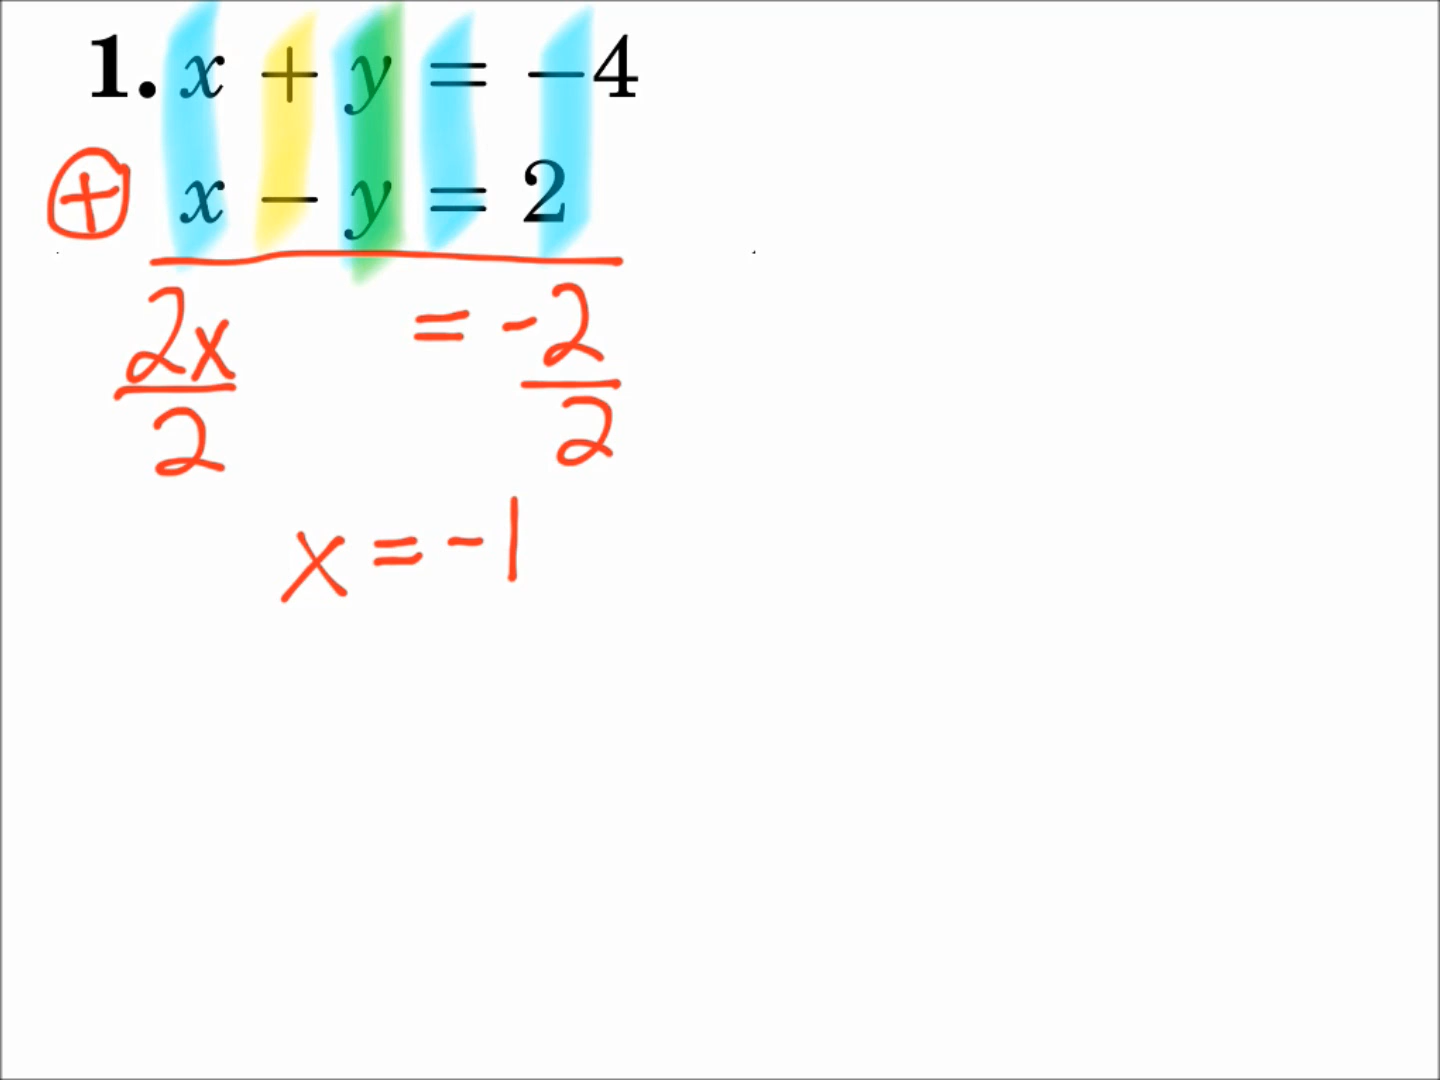 1. x + y = −4
+ x − y = 2
2x = -2
2 2
x = -1